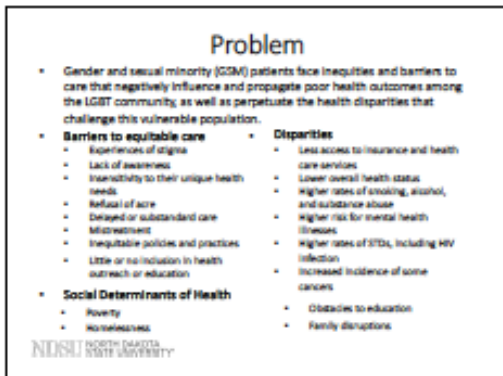 Problem
• Gender and sexual minority (GSM) patients face inequities and barriers to
care that negatively influence and propagate poor health outcomes among
the LGBT community, as well as perpetuate the health disparities that
challenge this vulnerable population.
• Barriers to equitable care
• Experiences of stigma
• Lack of awareness
• Insensitivity to their unique health
needs
• Refusal of acre
• Delayed or substandard care
• Mistreatment
• Inequitable policies and practices
• Little or no inclusion in health
outreach or education
• Social Determinants of Health
• Poverty
• Homelessness
• Disparities
• Less access to insurance and health
care services
• Lower overall health status
• Higher rates of smoking, alcohol,
and substance abuse
• Higher risk for mental health
illnesses
• Higher rates of STDs, including HIV
infection
• Increased incidence of some
cancers
• Obstacles to education
• Family disruptions
NDSU NORTH DAKOTA
STATE UNIVERSITY